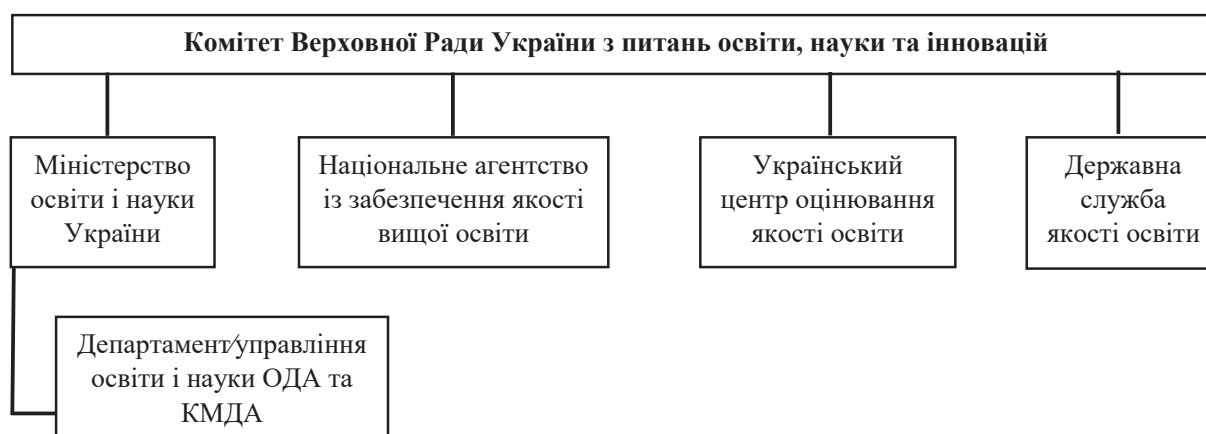 Комітет Верховної Ради України з питань освіти, науки та інновацій
Міністерство
освіти і науки
України
Національне агентство
із забезпечення якості
вищої освіти
Український
центр оцінювання
якості освіти
Державна
служба
якості освіти
Департамент/управління
освіти і науки ОДА та
КМДА